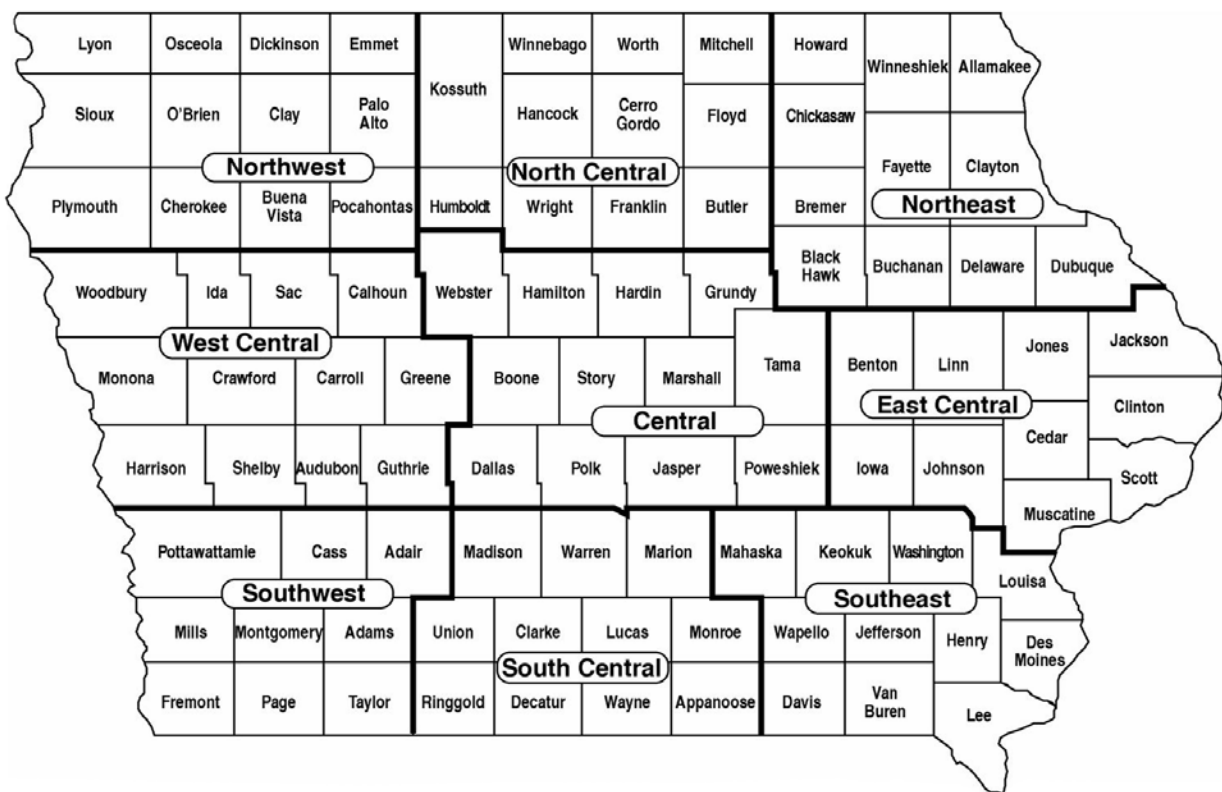 Lyon
Osceola
Dickinson
Emmet
Winnebago
Worth
Mitchell
Howard
Winneshiek
Allamakee
Kossuth
Sioux
O'Brien
Clay
Palo
Alto
Hancock
Cerro
Gordo
Floyd
Chickasaw
Fayette
Clayton
Northwest
North Central
Northeast
Plymouth
Cherokee
Buena
Vista
Pocahontas
Humboldt
Wright
Franklin
Butler
Bremer
Black
Hawk
Buchanan
Delaware
Dubuque
Woodbury
Ida
Sac
Calhoun
Webster
Hamilton
Hardin
Grundy
West Central
Jones
Jackson
Monona
Crawford
Carroll
Greene
Boone
Story
Marshall
Tama
Benton
Linn
Central
East Central
Clinton
Cedar
Harrison
Shelby
Audubon
Guthrie
Dallas
Polk
Jasper
Poweshiek
Iowa
Johnson
Scott
Muscatine
Pottawattamie
Cass
Adair
Madison
Warren
Marion
Mahaska
Keokuk
Washington
Louisa
Southwest
Southeast
Mills
Montgomery
Adams
Union
Clarke
Lucas
Monroe
Wapello
Jefferson
Henry
Des
Moines
South Central
Fremont
Page
Taylor
Ringgold
Decatur
Wayne
Appanoose
Davis
Van
Buren
Lee